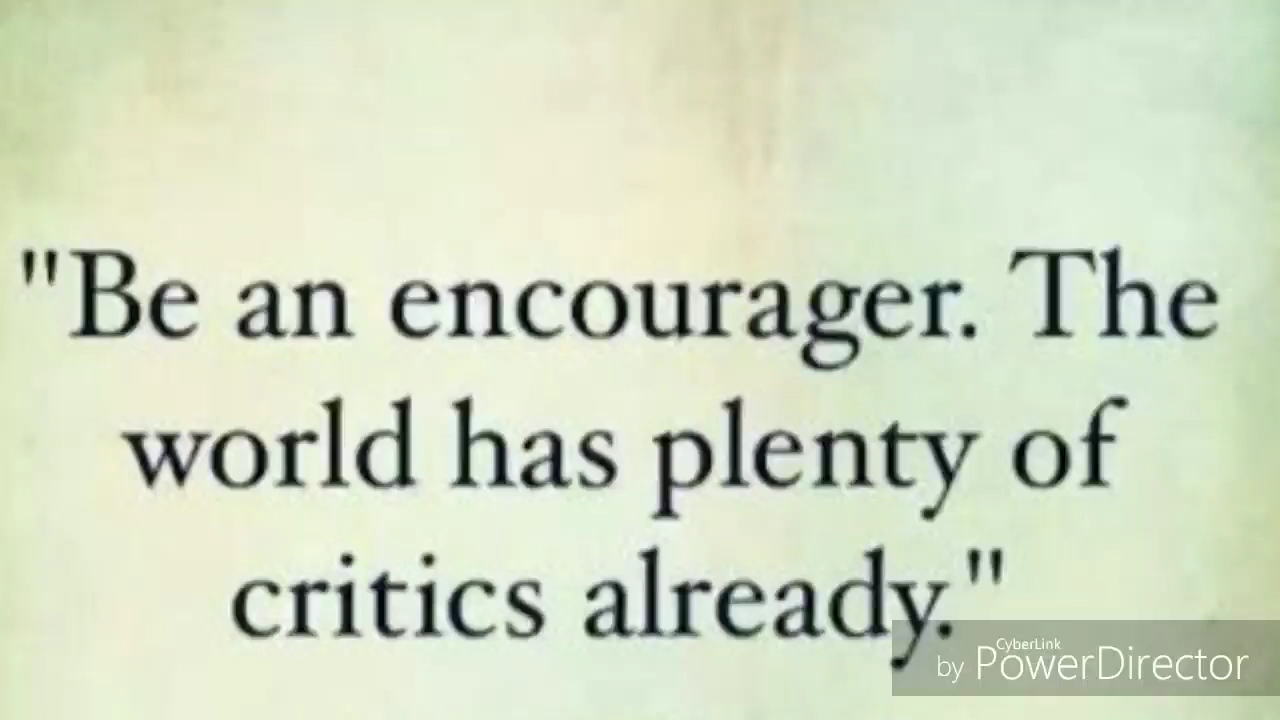 "Be an encourager. The
world has plenty of
critics already."
CyberLink
by PowerDirector